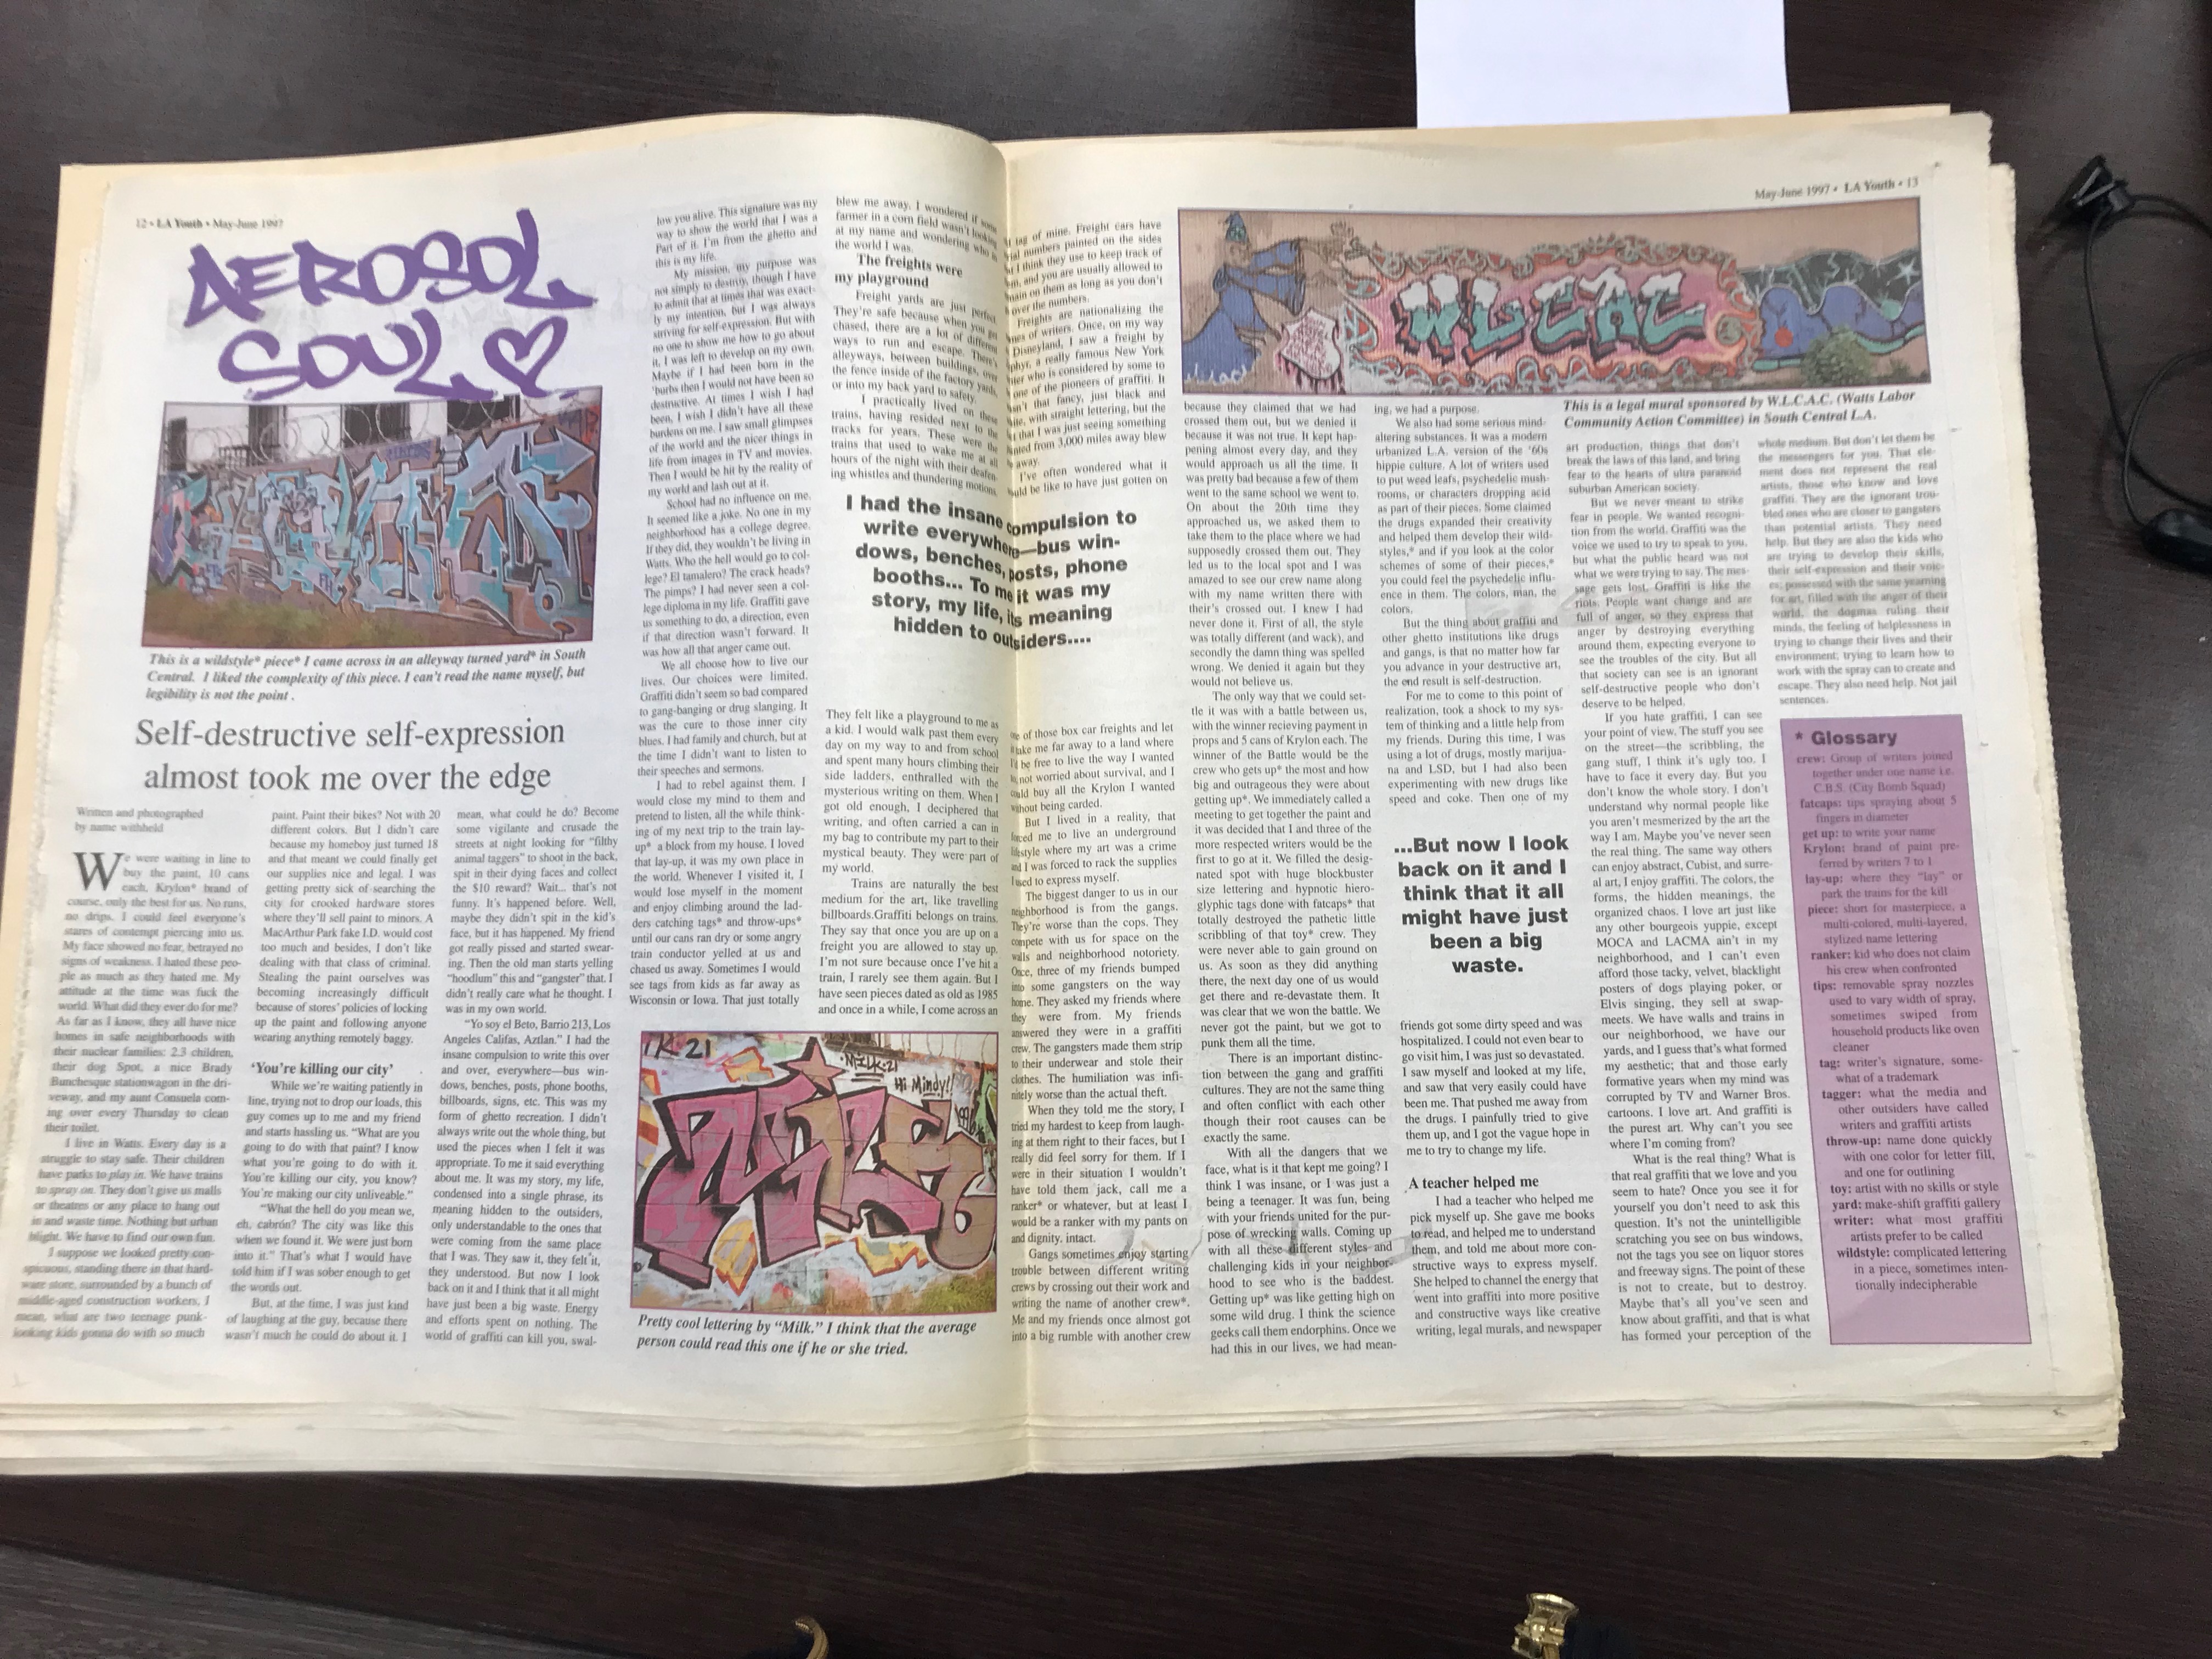 12 • LA Youth • May-June 1997
AEROSOL
SOUL
This is a wildstyle* piece* I came across in an alleyway turned yard* in South
Central. I liked the complexity of this piece. I can't read the name myself, but
legibility is not the point .
Self-destructive self-expression
almost took me over the edge
Written and photographed
by name withheld
We were waiting in line to
buy the paint, 10 cans
each, Krylon* brand of
course, only the best for us. No runs,
no drips. I could feel everyone's
stares of contempt piercing into us.
My face showed no fear, betrayed no
signs of weakness. I hated these peo-
ple as much as they hated me. My
attitude at the time was fuck the
world. What did they ever do for me?
As far as I know, they all have nice
homes in safe neighborhoods with
their nuclear families: 2.3 children,
their dog Spot, a nice Brady
Bunchesque stationwagon in the dri-
veway, and my aunt Consuela com-
ing over every Thursday to clean
their toilet.
I live in Watts. Every day is a
struggle to stay safe. Their children
have parks to play in. We have trains
to spray on. They don't give us malls
or theatres or any place to hang out
in and waste time. Nothing but urban
blight. We have to find our own fun.
I suppose we looked pretty con-
spicuous, standing there in that hard-
ware store, surrounded by a bunch of
middle-aged construction workers. I
mean, what are two teenage punk-
looking kids gonna do with so much
paint. Paint their bikes? Not with 20
different colors. But I didn't care
because my homeboy just turned 18
and that meant we could finally get
our supplies nice and legal. I was
getting pretty sick of searching the
city for crooked hardware stores
where they'll sell paint to minors. A
MacArthur Park fake I.D. would cost
too much and besides, I don't like
dealing with that class of criminal.
Stealing the paint ourselves was
becoming increasingly difficult
because of stores' policies of locking
up the paint and following anyone
wearing anything remotely baggy.
'You're killing our city'
While we're waiting patiently in
line, trying not to drop our loads, this
guy comes up to me and my friend
and starts hassling us. "What are you
going to do with that paint? I know
what you're going to do with it.
You're killing our city, you know?
You're making our city unliveable."
"What the hell do you mean we,
eh, cabrón? The city was like this
when we found it. We were just born
into it." That's what I would have
told him if I was sober enough to get
the words out.
But, at the time, I was just kind
of laughing at the guy, because there
wasn't much he could do about it. I
mean, what could he do? Become
some vigilante and crusade the
streets at night looking for "filthy
animal taggers" to shoot in the back,
spit in their dying faces and collect
the $10 reward? Wait... that's not
funny. It's happened before. Well,
maybe they didn't spit in the kid's
face, but it has happened. My friend
got really pissed and started swear-
ing. Then the old man starts yelling
"hoodlum" this and "gangster" that. I
didn't really care what he thought. I
was in my own world.
"Yo soy el Beto, Barrio 213, Los
Angeles Califas, Aztlan." I had the
insane compulsion to write this over
and over, everywhere—bus win-
dows, benches, posts, phone booths,
billboards, signs, etc. This was my
form of ghetto recreation. I didn't
always write out the whole thing, but
used the pieces when I felt it was
appropriate. To me it said everything
about me. It was my story, my life,
condensed into a single phrase, its
meaning hidden to the outsiders,
only understandable to the ones that
were coming from the same place
that I was. They saw it, they felt it,
they understood. But now I look
back on it and I think that it all might
have just been a big waste. Energy
and efforts spent on nothing. The
world of graffiti can kill you, swal-
low you alive. This signature was my
way to show the world that I was a
Part of it. I'm from the ghetto and
this is my life.
My mission, my purpose was
not simply to destroy, though I have
to admit that at times that was exact-
ly my intention, but I was always
striving for self-expression. But with
no one to show me how to go about
it, I was left to develop on my own.
Maybe if I had been born in the
'burbs then I would not have been so
destructive. At times I wish I had
been, I wish I didn't have all these
burdens on me. I saw small glimpses
of the world and the nicer things in
life from images in TV and movies.
Then I would be hit by the reality of
my world and lash out at it.
School had no influence on me.
It seemed like a joke. No one in my
neighborhood has a college degree.
If they did, they wouldn't be living in
Watts. Who the hell would go to col-
lege? El tamalero? The crack heads?
The pimps? I had never seen a col-
lege diploma in my life. Graffiti gave
us something to do, a direction, even
if that direction wasn't forward. It
was how all that anger came out.
We all choose how to live our
lives. Our choices were limited.
Graffiti didn't seem so bad compared
to gang-banging or drug slanging. It
was the cure to those inner city
blues. I had family and church, but at
the time I didn't want to listen to
their speeches and sermons.
I had to rebel against them. I
would close my mind to them and
pretend to listen, all the while think-
ing of my next trip to the train lay-
up* a block from my house. I loved
that lay-up, it was my own place in
the world. Whenever I visited it, I
would lose myself in the moment
and enjoy climbing around the lad-
ders catching tags* and throw-ups*
until our cans ran dry or some angry
train conductor yelled at us and
chased us away. Sometimes I would
see tags from kids as far away as
Wisconsin or Iowa. That just totally
blew me away. I wondered if some
farmer in a corn field wasn't looking
at my name and wondering who in
the world I was.
The freights were
my playground
Freight yards are just perfect.
They're safe because when you get
chased, there are a lot of different
ways to run and escape. There's
alleyways, between buildings, over
the fence inside of the factory yards,
or into my back yard to safety.
I practically lived on these
trains, having resided next to the
tracks for years. These were the
trains that used to wake me at all
hours of the night with their deafen-
ing whistles and thundering motions.
They felt like a playground to me as
a kid. I would walk past them every
day on my way to and from school
and spent many hours climbing their
side ladders, enthralled with the
mysterious writing on them. When I
got old enough, I deciphered that
writing, and often carried a can in
my bag to contribute my part to their
mystical beauty. They were part of
my world.
Trains are naturally the best
medium for the art, like travelling
billboards.Graffiti belongs on trains.
They say that once you are up on a
freight you are allowed to stay up.
I'm not sure because once I've hit a
train, I rarely see them again. But I
have seen pieces dated as old as 1985
and once in a while, I come across an
I had the insane compulsion to
write everywhere—bus win-
dows, benches, posts, phone
booths... To me it was my
story, my life, its meaning
hidden to outsiders....
K 21
MILK:21
Hi Mindy!!
MILK
Pretty cool lettering by "Milk." I think that the average
person could read this one if he or she tried.
May-June 1997 • LA Youth • 13
tag of mine. Freight cars have
numbers painted on the sides
I think they use to keep track of
and you are usually allowed to
on them as long as you don't
over the numbers.
Freights are nationalizing the
of writers. Once, on my way
Disneyland, I saw a freight by
a really famous New York
who is considered by some to
one of the pioneers of graffiti. It
that fancy, just black and
with straight lettering, but the
that I was just seeing something
from 3,000 miles away blew
away.
I've often wondered what it
would be like to have just gotten on
one of those box car freights and let
take me far away to a land where
I'd be free to live the way I wanted
not worried about survival, and I
could buy all the Krylon I wanted
without being carded.
But I lived in a reality, that
forced me to live an underground
lifestyle where my art was a crime
and I was forced to rack the supplies
I used to express myself.
The biggest danger to us in our
neighborhood is from the gangs.
They're worse than the cops. They
compete with us for space on the
walls and neighborhood notoriety.
Once, three of my friends bumped
into some gangsters on the way
home. They asked my friends where
they were from. My friends
answered they were in a graffiti
crew. The gangsters made them strip
to their underwear and stole their
clothes. The humiliation was infi-
nitely worse than the actual theft.
When they told me the story, I
tried my hardest to keep from laugh-
ing at them right to their faces, but I
really did feel sorry for them. If I
were in their situation I wouldn't
have told them jack, call me a
ranker* or whatever, but at least I
would be a ranker with my pants on
and dignity, intact.
Gangs sometimes enjoy starting
trouble between different writing
crews by crossing out their work and
writing the name of another crew*.
Me and my friends once almost got
into a big rumble with another crew
WLCAC
This is a legal mural sponsored by W.L.C.A.C. (Watts Labor
Community Action Committee) in South Central L.A.
because they claimed that we had
crossed them out, but we denied it
because it was not true. It kept hap-
pening almost every day, and they
would approach us all the time. It
was pretty bad because a few of them
went to the same school we went to.
On about the 20th time they
approached us, we asked them to
take them to the place where we had
supposedly crossed them out. They
led us to the local spot and I was
amazed to see our crew name along
with my name written there with
their's crossed out. I knew I had
never done it. First of all, the style
was totally different (and wack), and
secondly the damn thing was spelled
wrong. We denied it again but they
would not believe us.
The only way that we could set-
tle it was with a battle between us,
with the winner recieving payment in
props and 5 cans of Krylon each. The
winner of the Battle would be the
crew who gets up* the most and how
big and outrageous they were about
getting up*. We immediately called a
meeting to get together the paint and
it was decided that I and three of the
more respected writers would be the
first to go at it. We filled the desig-
nated spot with huge blockbuster
size lettering and hypnotic hiero-
glyphic tags done with fatcaps* that
totally destroyed the pathetic little
scribbling of that toy* crew. They
were never able to gain ground on
us. As soon as they did anything
there, the next day one of us would
get there and re-devastate them. It
was clear that we won the battle. We
never got the paint, but we got to
punk them all the time.
There is an important distinc-
tion between the gang and graffiti
cultures. They are not the same thing
and often conflict with each other
though their root causes can be
exactly the same.
With all the dangers that we
face, what is it that kept me going? I
think I was insane, or I was just a
being a teenager. It was fun, being
with your friends united for the pur-
pose of wrecking walls. Coming up
with all these different styles and
challenging kids in your neighbor-
hood to see who is the baddest.
Getting up* was like getting high on
some wild drug. I think the science
geeks call them endorphins. Once we
had this in our lives, we had mean-
ing, we had a purpose.
We also had some serious mind-
altering substances. It was a modern
urbanized L.A. version of the '60s
hippie culture. A lot of writers used
to put weed leafs, psychedelic mush-
rooms, or characters dropping acid
as part of their pieces. Some claimed
the drugs expanded their creativity
and helped them develop their wild-
styles,* and if you look at the color
schemes of some of their pieces,*
you could feel the psychedelic influ-
ence in them. The colors, man, the
colors.
But the thing about graffiti and
other ghetto institutions like drugs
and gangs, is that no matter how far
you advance in your destructive art,
the end result is self-destruction.
For me to come to this point of
realization, took a shock to my sys-
tem of thinking and a little help from
my friends. During this time, I was
using a lot of drugs, mostly marijua-
na and LSD, but I had also been
experimenting with new drugs like
speed and coke. Then one of my
...But now I look
back on it and I
think that it all
might have just
been a big
waste.
friends got some dirty speed and was
hospitalized. I could not even bear to
go visit him, I was just so devastated.
I saw myself and looked at my life,
and saw that very easily could have
been me. That pushed me away from
the drugs. I painfully tried to give
them up, and I got the vague hope in
me to try to change my life.
A teacher helped me
I had a teacher who helped me
pick myself up. She gave me books
to read, and helped me to understand
them, and told me about more con-
structive ways to express myself.
She helped to channel the energy that
went into graffiti into more positive
and constructive ways like creative
writing, legal murals, and newspaper
art production, things that don't
break the laws of this land, and bring
fear to the hearts of ultra paranoid
suburban American society.
But we never meant to strike
fear in people. We wanted recogni-
tion from the world. Graffiti was the
voice we used to try to speak to you,
but what the public heard was not
what we were trying to say. The mes-
sage gets lost. Graffiti is like the
riots. People want change and are
full of anger, so they express that
anger by destroying everything
around them, expecting everyone to
see the troubles of the city. But all
that society can see is an ignorant
self-destructive people who don't
deserve to be helped.
If you hate graffiti, I can see
your point of view. The stuff you see
on the street—the scribbling, the
gang stuff, I think it's ugly too. I
have to face it every day. But you
don't know the whole story. I don't
understand why normal people like
you aren't mesmerized by the art the
way I am. Maybe you've never seen
the real thing. The same way others
can enjoy abstract, Cubist, and surre-
al art, I enjoy graffiti. The colors, the
forms, the hidden meanings, the
organized chaos. I love art just like
any other bourgeois yuppie, except
MOCA and LACMA ain't in my
neighborhood, and I can't even
afford those tacky, velvet, blacklight
posters of dogs playing poker, or
Elvis singing, they sell at swap-
meets. We have walls and trains in
our neighborhood, we have our
yards, and I guess that's what formed
my aesthetic; that and those early
formative years when my mind was
corrupted by TV and Warner Bros.
cartoons. I love art. And graffiti is
the purest art. Why can't you see
where I'm coming from?
What is the real thing? What is
that real graffiti that we love and you
seem to hate? Once you see it for
yourself you don't need to ask this
question. It's not the unintelligible
scratching you see on bus windows,
not the tags you see on liquor stores
and freeway signs. The point of these
is not to create, but to destroy.
Maybe that's all you've seen and
know about graffiti, and that is what
has formed your perception of the
whole medium. But don't let them be
the messengers for you. That ele-
ment does not represent the real
artists, those who know and love
graffiti. They are the ignorant trou-
bled ones who are closer to gangsters
than potential artists. They need
help. But they are also the kids who
are trying to develop their skills,
their self-expression and their voic-
es; possessed with the same yearning
for art, filled with the anger of their
world, the dogmas ruling their
minds, the feeling of helplessness in
trying to change their lives and their
environment; trying to learn how to
work with the spray can to create and
escape. They also need help. Not jail
sentences.
* Glossary
crew: Group of writers joined
together under one name i.e.
C.B.S. (City Bomb Squad)
fatcaps: tips spraying about 5
fingers in diameter
get up: to write your name
Krylon: brand of paint pre-
ferred by writers 7 to 1
lay-up: where they "lay" or
park the trains for the kill
piece: short for masterpiece, a
multi-colored, multi-layered,
stylized name lettering
ranker: kid who does not claim
his crew when confronted
tips: removable spray nozzles
used to vary width of spray,
sometimes swiped from
household products like oven
cleaner
tag: writer's signature, some-
what of a trademark
tagger: what the media and
other outsiders have called
writers and graffiti artists
throw-up: name done quickly
with one color for letter fill,
and one for outlining
toy: artist with no skills or style
yard: make-shift graffiti gallery
writer: what most graffiti
artists prefer to be called
wildstyle: complicated lettering
in a piece, sometimes inten-
tionally indecipherable